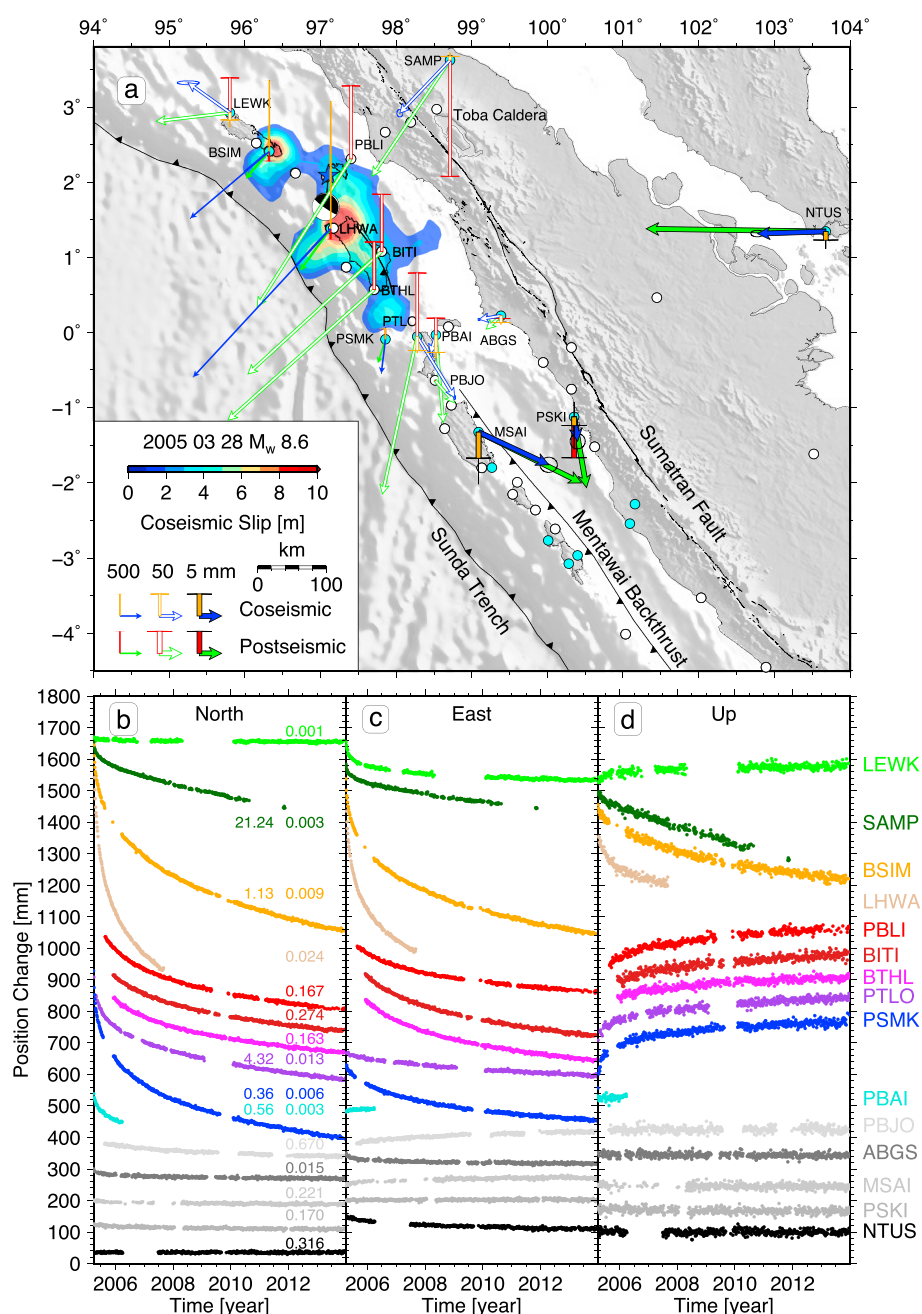 94° 95° 96° 97° 98° 99° 100° 101° 102° 103° 104°
a
SAMP
3°
LEWK
Toba Caldera
BSIM
PBLI
2°
NTUS
LHWA
1°
BITI
BTHL
PTLO
0°
PSMK
PBAI
ABGS
PBJO
−1°
PSKI
MSAI
2005 03 28 Mw 8.6
0 2 4 6 8 10
Coseismic Slip [m]
−2°
km
500 50 5 mm
0 100
Coseismic
Postseismic
−3°
−4°
Sunda Trench
Mentawai Backthrust
Sumatran Fault
b North
c East
d Up
Position Change [mm]
1800
1700
1600
1500
1400
1300
1200
1100
1000
900
800
700
600
500
400
300
200
100
0
0.001
21.24 0.003
1.13 0.009
0.024
0.167
0.274
0.163
4.32 0.013
0.36 0.006
0.56 0.003
0.670
0.015
0.221
0.170
0.316
LEWK
SAMP
BSIM
LHWA
PBLI
BITI
BTHL
PTLO
PSMK
PBAI
PBJO
ABGS
MSAI
PSKI
NTUS
2006 2008 2010 2012
2006 2008 2010 2012
2006 2008 2010 2012
Time [year]
Time [year]
Time [year]